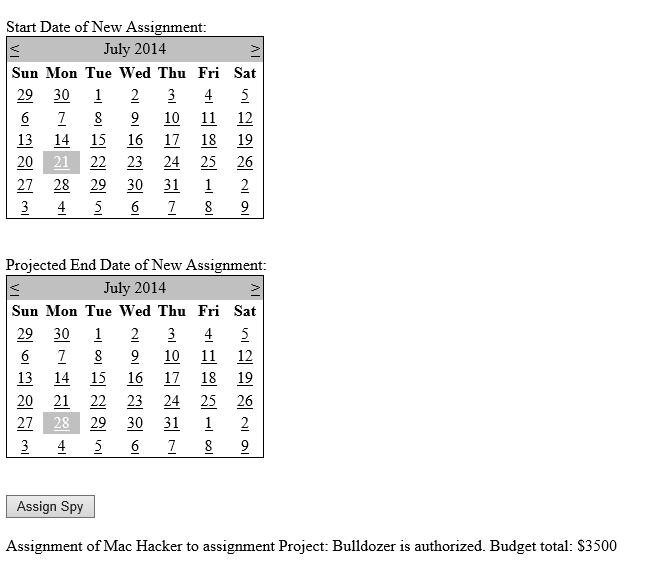 Start Date of New Assignment:
< July 2014 >
Sun Mon Tue Wed Thu Fri Sat
29 30 1 2 3 4 5
6 7 8 9 10 11 12
13 14 15 16 17 18 19
20 21 22 23 24 25 26
27 28 29 30 31 1 2
3 4 5 6 7 8 9
Projected End Date of New Assignment:
< July 2014 >
Sun Mon Tue Wed Thu Fri Sat
29 30 1 2 3 4 5
6 7 8 9 10 11 12
13 14 15 16 17 18 19
20 21 22 23 24 25 26
27 28 29 30 31 1 2
3 4 5 6 7 8 9
Assign Spy
Assignment of Mac Hacker to assignment Project: Bulldozer is authorized. Budget total: $3500